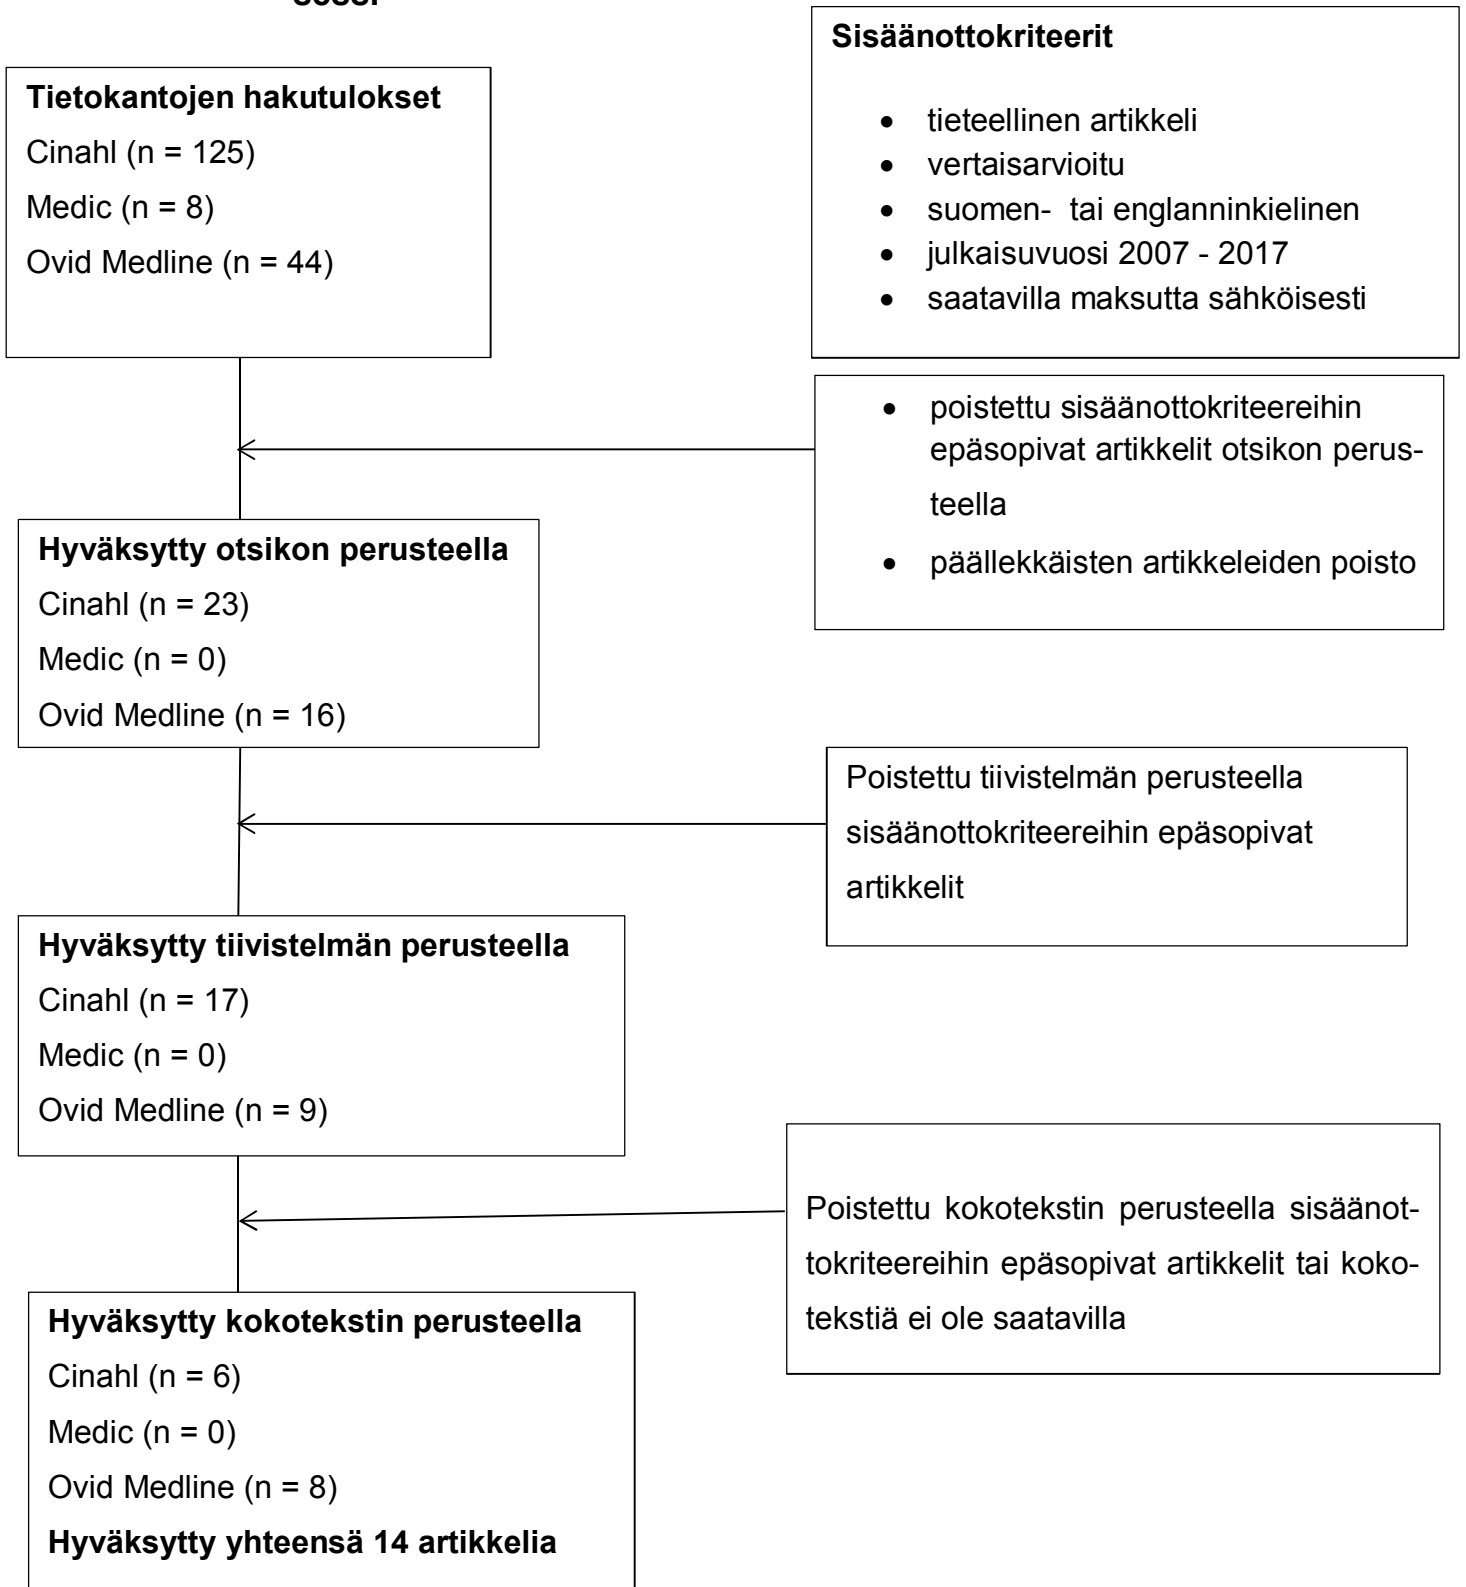 Tietokantojen hakutulokset
Cinahl (n = 125)
Medic (n = 8)
Ovid Medline (n = 44)
Sisäänottokriteerit
• tieteellinen artikkeli
• vertaisarvioitu
• suomen- tai englanninkielinen
• julkaisuvuosi 2007 - 2017
• saatavilla maksutta sähköisesti
• poistettu sisäänottokriteereihin
epäsopivat artikkelit otsikon perus-
teella
• päällekkäisten artikkeleiden poisto
Hyväksytty otsikon perusteella
Cinahl (n = 23)
Medic (n = 0)
Ovid Medline (n = 16)
Poistettu tiivistelmän perusteella
sisäänottokriteereihin epäsopivat
artikkelit
Hyväksytty tiivistelmän perusteella
Cinahl (n = 17)
Medic (n = 0)
Ovid Medline (n = 9)
Poistettu kokotekstin perusteella sisäänot-
tokriteereihin epäsopivat artikkelit tai koko-
tekstiä ei ole saatavilla
Hyväksytty kokotekstin perusteella
Cinahl (n = 6)
Medic (n = 0)
Ovid Medline (n = 8)
Hyväksytty yhteensä 14 artikkelia